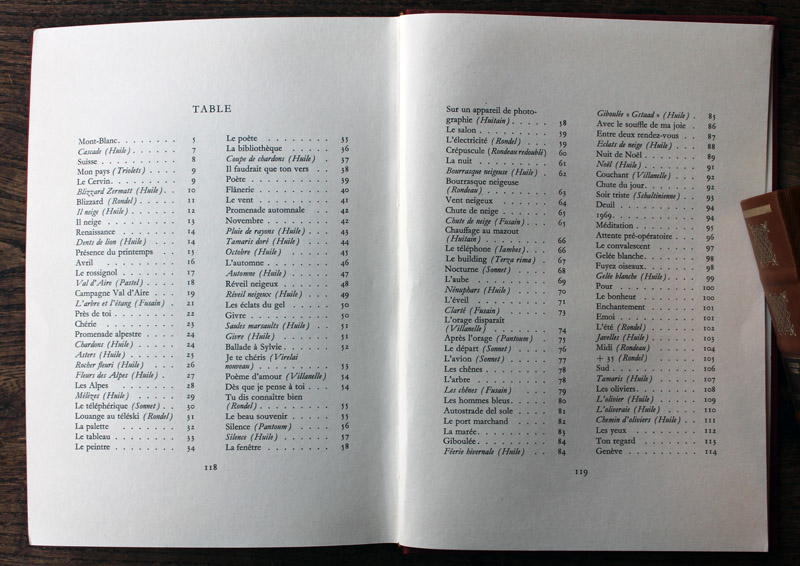 TABLE
Mont-Blanc. . . . . . . . 5
Cascade (Huile) . . . . . . 7
Suisse . . . . . . . . . 8
Mon pays (Triolets) . . . . 9
Le Cervin. . . . . . . . 9
Blizzard Zermatt (Huile). . 10
Blizzard (Rondel) . . . . . 11
Il neige (Huile) . . . . . . 12
Il neige . . . . . . . . 13
Renaissance . . . . . . . 14
Dents de lion (Huile) . . . . 14
Présence du printemps . . 15
Avril . . . . . . . . . 16
Le rossignol . . . . . . . 17
Val d'Aire (Pastel) . . . . 18
Campagne Val d'Aire . . . 19
L'arbre et l'étang (Fusain) . . 21
Près de toi . . . . . . . . 22
Chérie . . . . . . . . . 23
Promenade alpestre . . . . 24
Chardons (Huile) . . . . . 24
Asters (Huile) . . . . . . 25
Rocher fleuri (Huile) . . . . 26
Fleurs des Alpes (Huile) . . . 27
Les Alpes . . . . . . . . 28
Mélèzes (Huile) . . . . . . 29
Le téléphérique (Sonnet) . . 30
Louange au téléski (Rondel) 31
La palette . . . . . . . . 32
Le tableau . . . . . . . . 33
Le peintre . . . . . . . . 34
Le poète . . . . . . . . 35
La bibliothèque . . . . . . 36
Coupe de chardons (Huile) . . 37
Il faudrait que ton vers . . 38
Poète . . . . . . . . . 39
Flânerie . . . . . . . . 40
Le vent . . . . . . . . 41
Promenade automnale . . 42
Novembre . . . . . . . . 42
Pluie de rayons (Huile) . . . 43
Tamaris doré (Huile) . . . . 44
Octobre (Huile) . . . . . . 45
L'automne . . . . . . . . 46
Automne (Huile) . . . . . . 47
Réveil neigeux . . . . . . 48
Réveil neigeux (Huile) . . . 49
Les éclats du gel . . . . . 50
Givre . . . . . . . . . 50
Saules marsaults (Huile) . . . 51
Givre (Huile) . . . . . . . 51
Ballade à Sylvie . . . . . . 52
Je te chéris (Virelai
nouveau) . . . . . . . . 53
Poème d'amour (Villanelle) . 54
Dès que je pense à toi . . . 54
Tu dis connaître bien
(Rondel) . . . . . . . . 55
Le beau souvenir . . . . . 55
Silence (Pantoum) . . . . . 56
Silence (Huile) . . . . . . 57
La fenêtre . . . . . . . . 58
118
Sur un appareil de photo-
graphie (Huitain) . . . . 58
Le salon . . . . . . . . 59
L'électricité (Rondel) . . . 59
Crépuscule (Rondeau redoublé) 60
La nuit . . . . . . . . . 61
Bourrasque neigeuse (Huile) . . 62
Bourrasque neigeuse
(Rondeau) . . . . . . . 63
Vent neigeux . . . . . . . 64
Chute de neige . . . . . . 65
Chute de neige (Fusain) . . . 65
Chauffage au mazout
(Huitain) . . . . . . . 66
Le téléphone (Iambes) . . . 66
Le building (Terza rima) . . 67
Nocturne (Sonnet) . . . . . 68
L'aube . . . . . . . . . 69
Nénuphars (Huile) . . . . . 70
L'éveil . . . . . . . . . 71
Clarté (Fusain) . . . . . . 73
L'orage disparaît
(Villanelle) . . . . . . . 74
Après l'orage (Pantoum) . . 75
Le départ (Sonnet) . . . . . 76
L'avion (Sonnet) . . . . . . 77
Les chênes . . . . . . . . 78
L'arbre . . . . . . . . . 78
Les chênes (Fusain) . . . . . 79
Les hommes bleus. . . . . 80
Autostrade del sole . . . . 81
Le port marchand . . . . . 82
La marée. . . . . . . . . 83
Giboulée. . . . . . . . . 84
Féerie hivernale (Huile) . . . 84
Giboulée « Gstaad » (Huile) . 85
Avec le souffle de ma joie . 86
Entre deux rendez-vous . . 87
Eclats de neige (Huile) . . . 88
Nuit de Noël . . . . . . . 89
Noël (Huile) . . . . . . . 91
Couchant (Villanelle) . . . . 92
Chute du jour. . . . . . . 92
Soir triste (Schaltinienne) . . 93
Deuil . . . . . . . . . 94
1969. . . . . . . . . . 94
Méditation . . . . . . . . 95
Attente pré-opératoire . . . 96
Le convalescent . . . . . . 97
Gelée blanche. . . . . . . 98
Fuyez oiseaux. . . . . . . 98
Gelée blanche (Huile) . . . . 99
Pour . . . . . . . . . 100
Le bonheur . . . . . . . 100
Enchantement . . . . . . 101
Emoi . . . . . . . . . 101
L'été (Rondel) . . . . . . 102
Javelles (Huile) . . . . . . 103
Midi (Rondeau) . . . . . . 104
+ 35 (Rondel) . . . . . . 105
Sud . . . . . . . . . . 106
Tamaris (Huile) . . . . . . 107
Les oliviers. . . . . . . . 108
L'olivier (Huile) . . . . . . 109
L'oliveraie (Huile) . . . . . 110
Chemin d'oliviers (Huile) . . 111
Les yeux . . . . . . . . 112
Ton regard . . . . . . . 113
Genève . . . . . . . . . 114
119